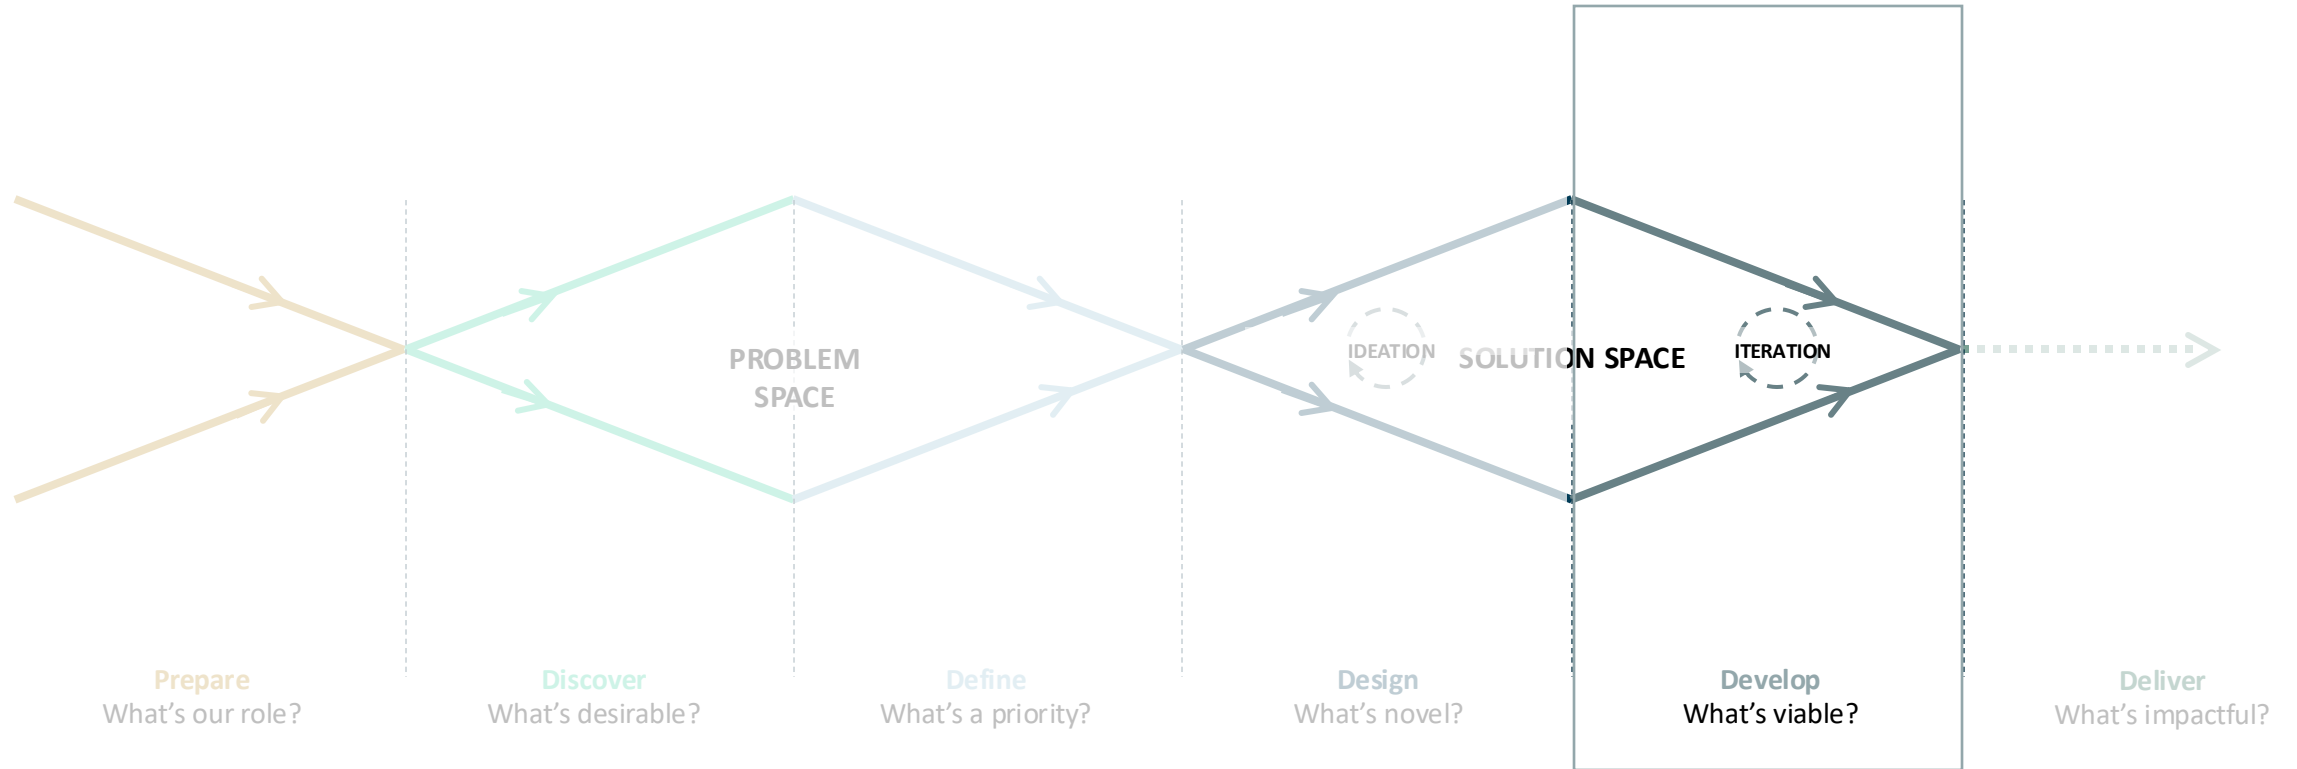 PROBLEM
SPACE
IDEATION
SOLUTION SPACE
ITERATION
Prepare
What's our role?
Discover
What's desirable?
Define
What's a priority?
Design
What's novel?
Develop
What's viable?
Deliver
What's impactful?